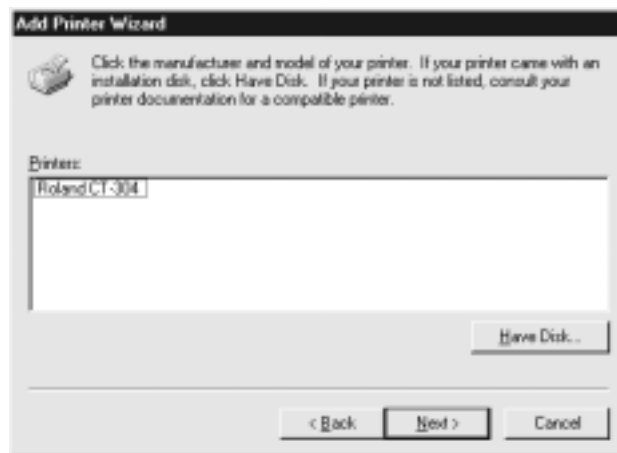 Add Printer Wizard
Click the manufacturer and model of your printer. If your printer came with an
installation disk, click Have Disk. If your printer is not listed, consult your
printer documentation for a compatible printer.
Printers:
Roland CT-304
Have Disk...
< Back
Next >
Cancel